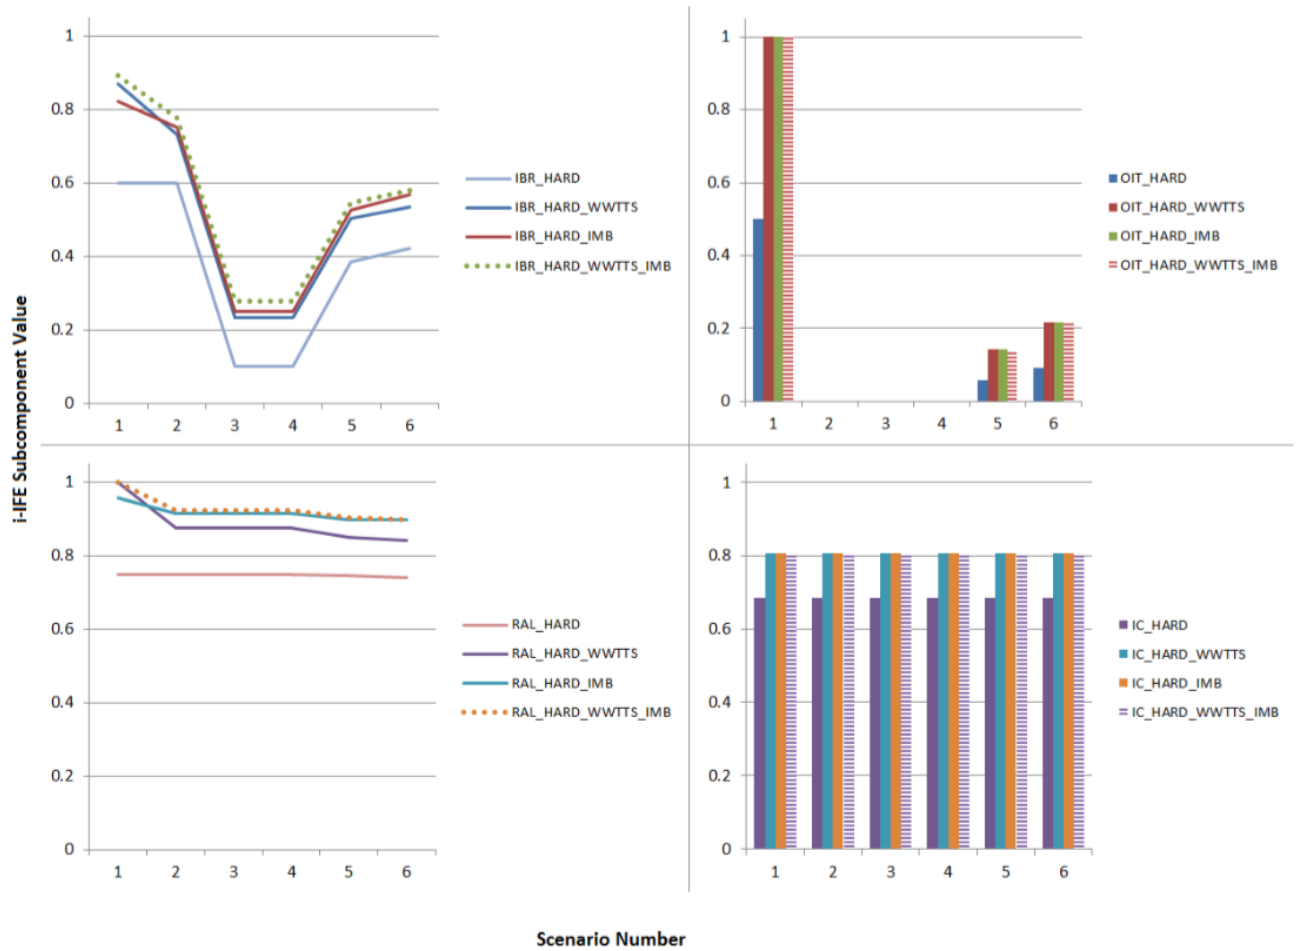 i-IFE Subcomponent Value
1
0.8
0.6
0.4
0.2
0
1 2 3 4 5 6
IBR_HARD
IBR_HARD_WWTTS
IBR_HARD_IMB
IBR_HARD_WWTTS_IMB
1
0.8
0.6
0.4
0.2
0
1 2 3 4 5 6
OIT_HARD
OIT_HARD_WWTTS
OIT_HARD_IMB
OIT_HARD_WWTTS_IMB
1
0.8
0.6
0.4
0.2
0
1 2 3 4 5 6
RAL_HARD
RAL_HARD_WWTTS
RAL_HARD_IMB
RAL_HARD_WWTTS_IMB
1
0.8
0.6
0.4
0.2
0
1 2 3 4 5 6
IC_HARD
IC_HARD_WWTTS
IC_HARD_IMB
IC_HARD_WWTTS_IMB
Scenario Number